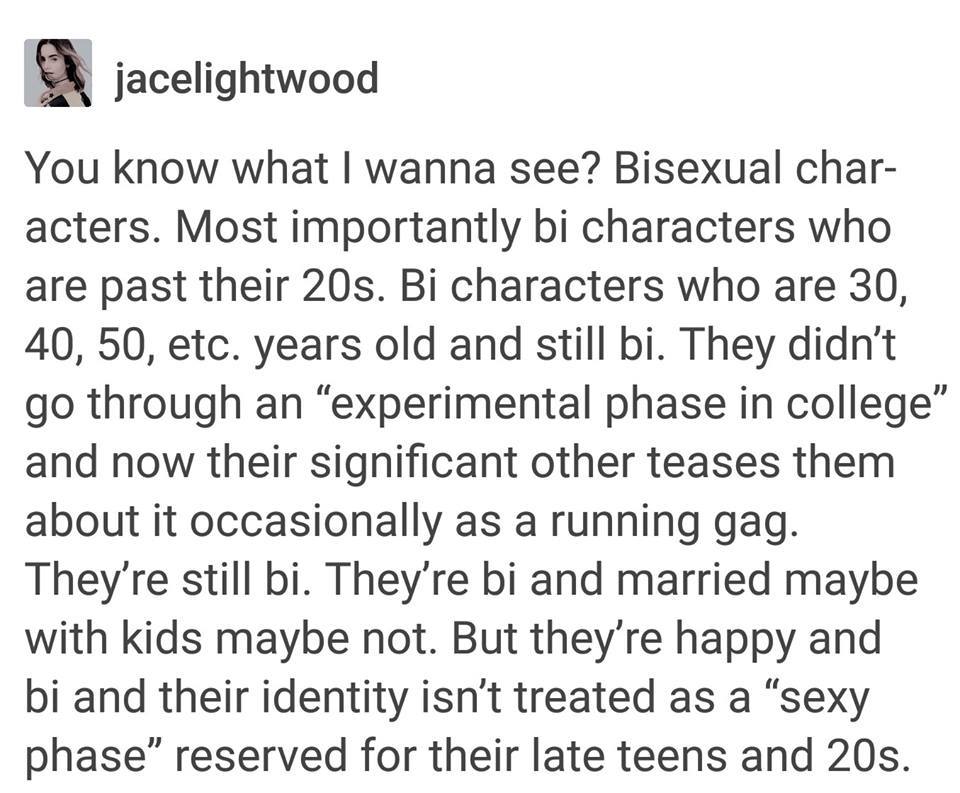 jacelightwood
You know what I wanna see? Bisexual char-
acters. Most importantly bi characters who
are past their 20s. Bi characters who are 30,
40, 50, etc. years old and still bi. They didn’t
go through an “experimental phase in college”
and now their significant other teases them
about it occasionally as a running gag.
They’re still bi. They’re bi and married maybe
with kids maybe not. But they’re happy and
bi and their identity isn’t treated as a “sexy
phase” reserved for their late teens and 20s.